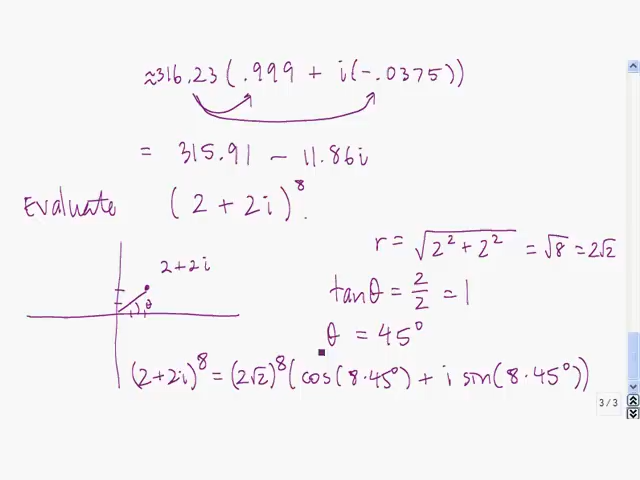 ≈316.23(.999 + i(-.0375))
= 315.91 - 11.86i
Evaluate (2 + 2i)^8.
2+2i
θ
r = √(2² + 2²) = √8 = 2√2
tanθ = 2/2 = 1
θ = 45°
(2+2i)^8 = (2√2)^8 (cos(8·45°) + i sin(8·45°))
3/3